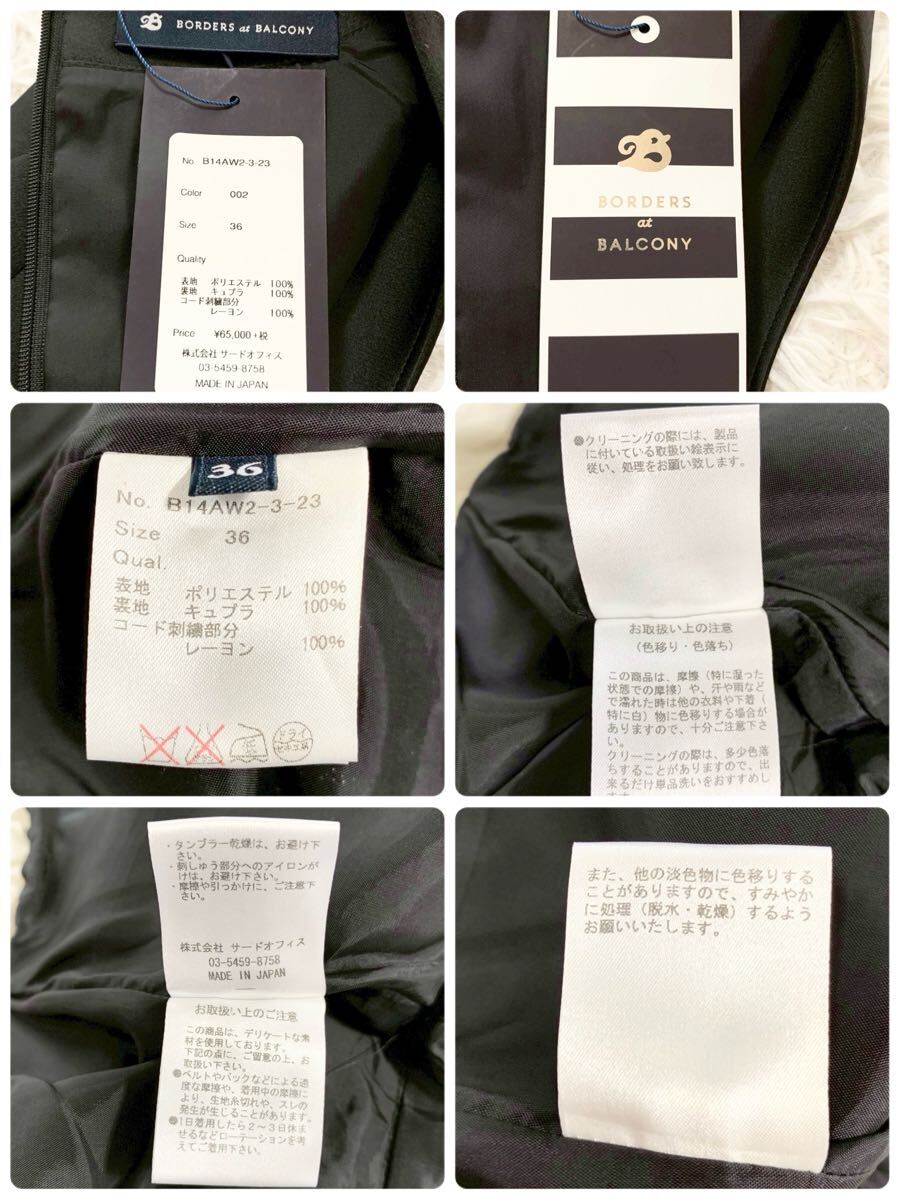 B
BORDERS at BALCONY
No. B14AW2-3-23
Color 002
Size 36
Quality
表地 ポリエステル 100%
裏地 キュプラ 100%
コード刺繍部分
レーヨン 100%
Price ¥65,000+税
株式会社 サードオフィス
03-5459-8758
MADE IN JAPAN
B
BORDERS
at
BALCONY
36
No. B14AW2-3-23
Size 36
Qual.
表地 ポリエステル 100%
裏地 キュプラ 100%
コード刺繍部分
レーヨン 100%
低
ドライ
セキユ系
●クリーニングの際には、製品
に付いている取扱い絵表示に
従い、処理をお願い致します。
お取扱い上の注意
(色移り・色落ち)
この商品は、摩擦(特に湿った
状態での摩擦)や、汗や雨など
で濡れた時は他の衣料や下着(
特に白)物に色移りする場合が
ありますので、十分ご注意下さ
い。
クリーニングの際は、多少色落
ちすることがありますので、出
来るだけ単品洗いをおすすめし
・タンブラー乾燥は、お避け下
さい。
・刺しゅう部分へのアイロンが
けは、お避け下さい。
・摩擦や引っかけに、ご注意下
さい。
株式会社 サードオフィス
03-5459-8758
MADE IN JAPAN
お取扱い上のご注意
この商品は、デリケートな素
材を使用しております。
下記の点に、ご留意の上、お
取扱い下さい。
●ベルトやバックなどによる過
度な摩擦や、着用中の摩擦に
より、生地糸切れや、スレの
発生が生じることがあります。
●1日着用したら2〜3日休ま
せるなどローテーションを考
えてご着用下さい。
また、他の淡色物に色移りする
ことがありますので、すみやか
に処理(脱水・乾燥)するよう
お願いいたします。